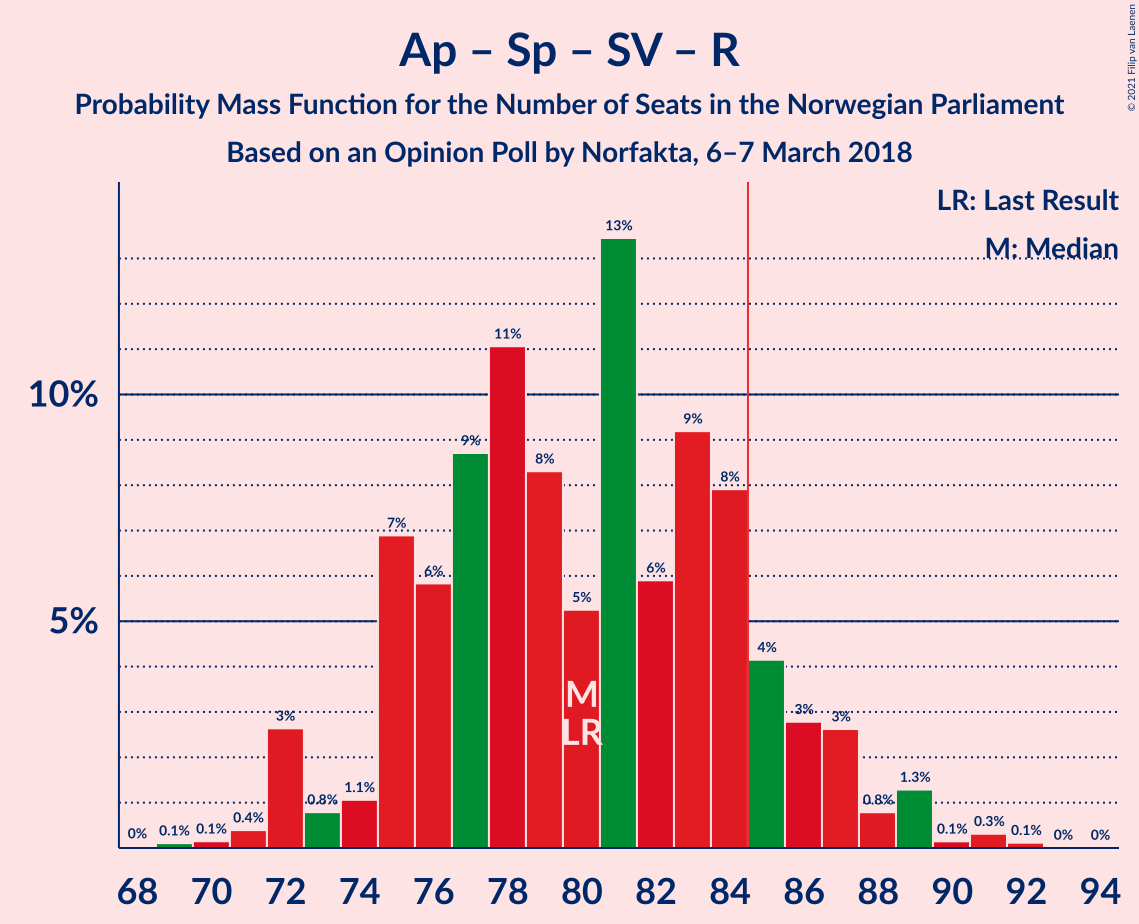 Ap – Sp – SV – R
Probability Mass Function for the Number of Seats in the Norwegian Parliament
Based on an Opinion Poll by Norfakta, 6–7 March 2018
© 2021 Filip van Laenen
LR: Last Result
M: Median
10%
5%
0% 0.1% 0.1% 0.4% 3% 0.8% 1.1% 7% 6% 9% 11% 8% 5% 13% 6% 9% 8% 4% 3% 3% 0.8% 1.3% 0.1% 0.3% 0.1% 0% 0%
M
LR
68 70 72 74 76 78 80 82 84 86 88 90 92 94